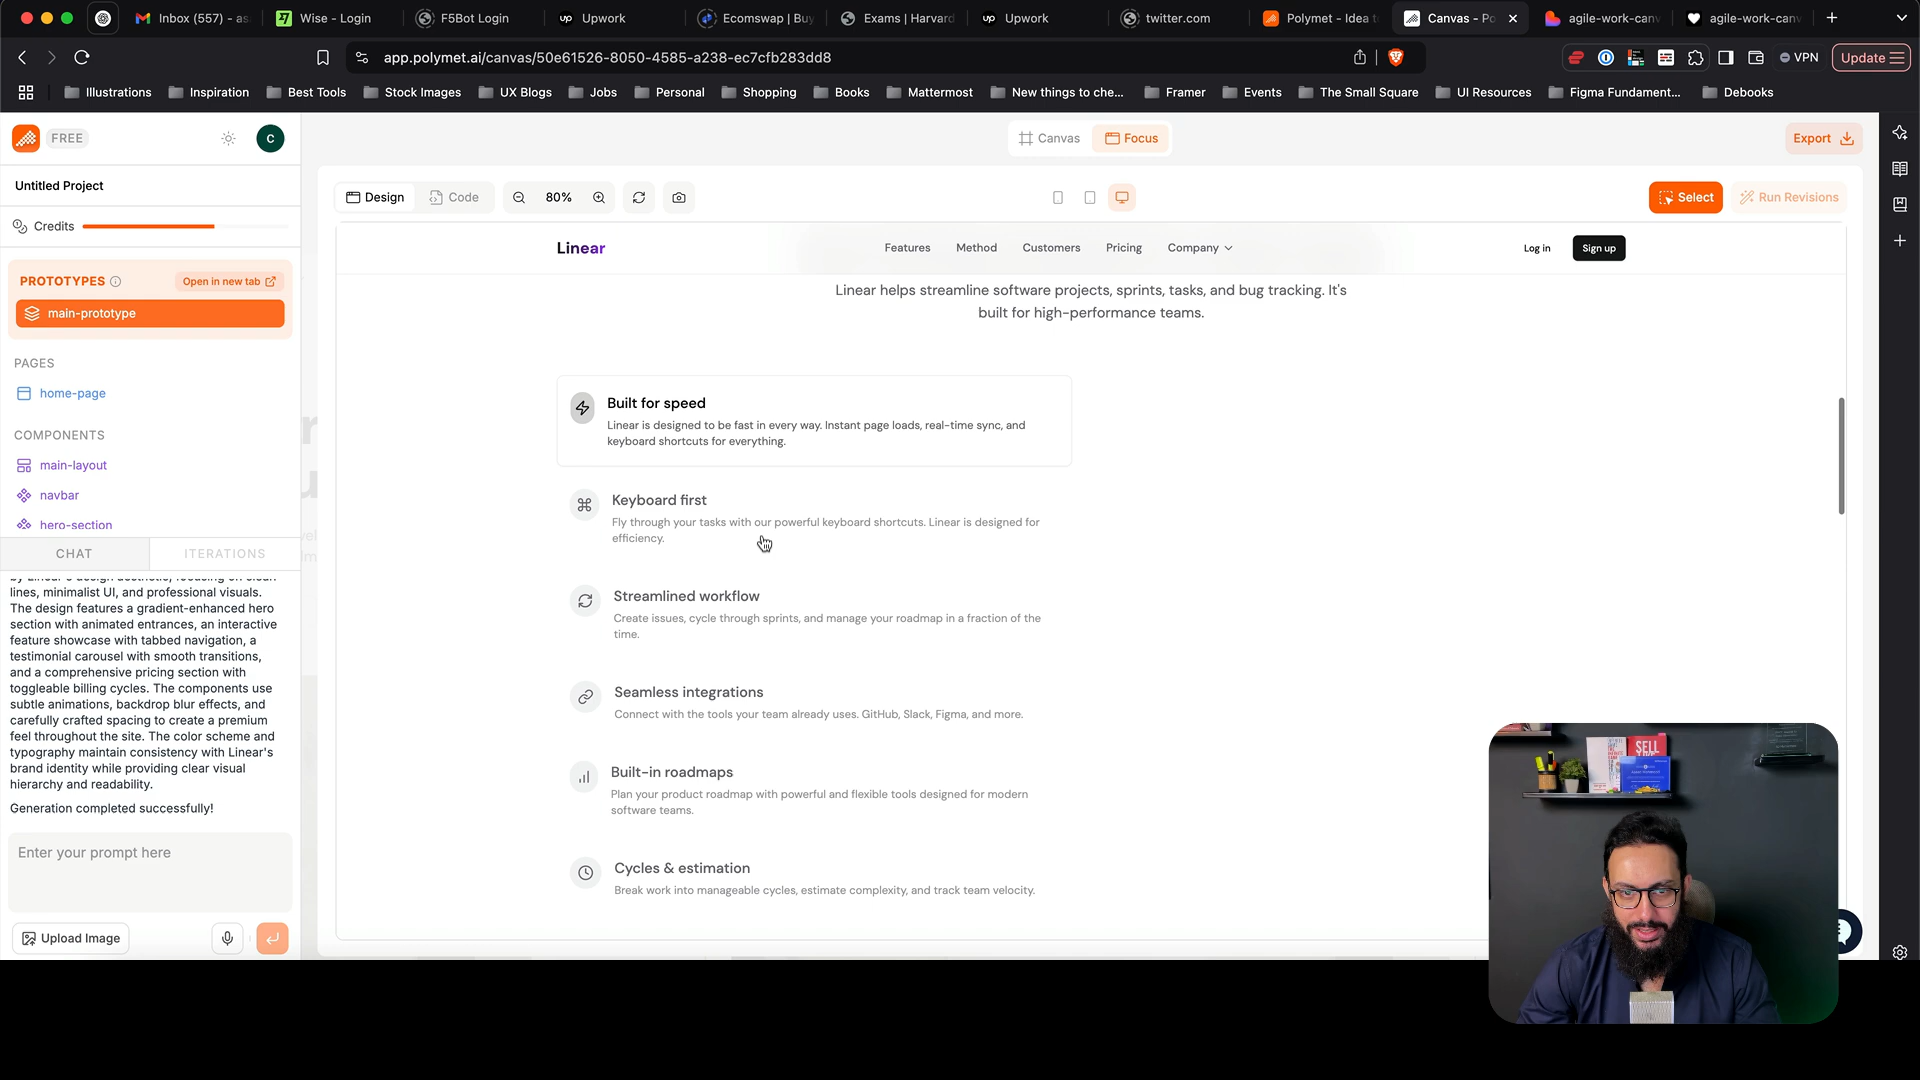 Inbox (557) - as
Wise - Login
F5Bot Login
Upwork
Ecomswap | Buy
Exams | Harvard
Upwork
twitter.com
Polymet - Idea to
Canvas - Po
agile-work-canv
agile-work-canv
app.polymet.ai/canvas/50e61526-8050-4585-a238-ec7cfb283dd8
VPN
Update
Illustrations
Inspiration
Best Tools
Stock Images
UX Blogs
Jobs
Personal
Shopping
Books
Mattermost
New things to che...
Framer
Events
The Small Square
UI Resources
Figma Fundament...
Debooks
FREE
C
Canvas
Focus
Export
Untitled Project
Design
Code
80%
Select
Run Revisions
Credits
PROTOTYPES
Open in new tab
main-prototype
PAGES
home-page
COMPONENTS
main-layout
navbar
hero-section
CHAT
ITERATIONS
by Linear's design aesthetic, focusing on clean
lines, minimalist UI, and professional visuals.
The design features a gradient-enhanced hero
section with animated entrances, an interactive
feature showcase with tabbed navigation, a
testimonial carousel with smooth transitions,
and a comprehensive pricing section with
toggleable billing cycles. The components use
subtle animations, backdrop blur effects, and
carefully crafted spacing to create a premium
feel throughout the site. The color scheme and
typography maintain consistency with Linear's
brand identity while providing clear visual
hierarchy and readability.
Generation completed successfully!
Enter your prompt here
Upload Image
Linear
Features
Method
Customers
Pricing
Company
Log in
Sign up
Linear helps streamline software projects, sprints, tasks, and bug tracking. It's
built for high-performance teams.
Built for speed
Linear is designed to be fast in every way. Instant page loads, real-time sync, and
keyboard shortcuts for everything.
Keyboard first
Fly through your tasks with our powerful keyboard shortcuts. Linear is designed for
efficiency.
Streamlined workflow
Create issues, cycle through sprints, and manage your roadmap in a fraction of the
time.
Seamless integrations
Connect with the tools your team already uses. GitHub, Slack, Figma, and more.
Built-in roadmaps
Plan your product roadmap with powerful and flexible tools designed for modern
software teams.
Cycles & estimation
Break work into manageable cycles, estimate complexity, and track team velocity.
SELL